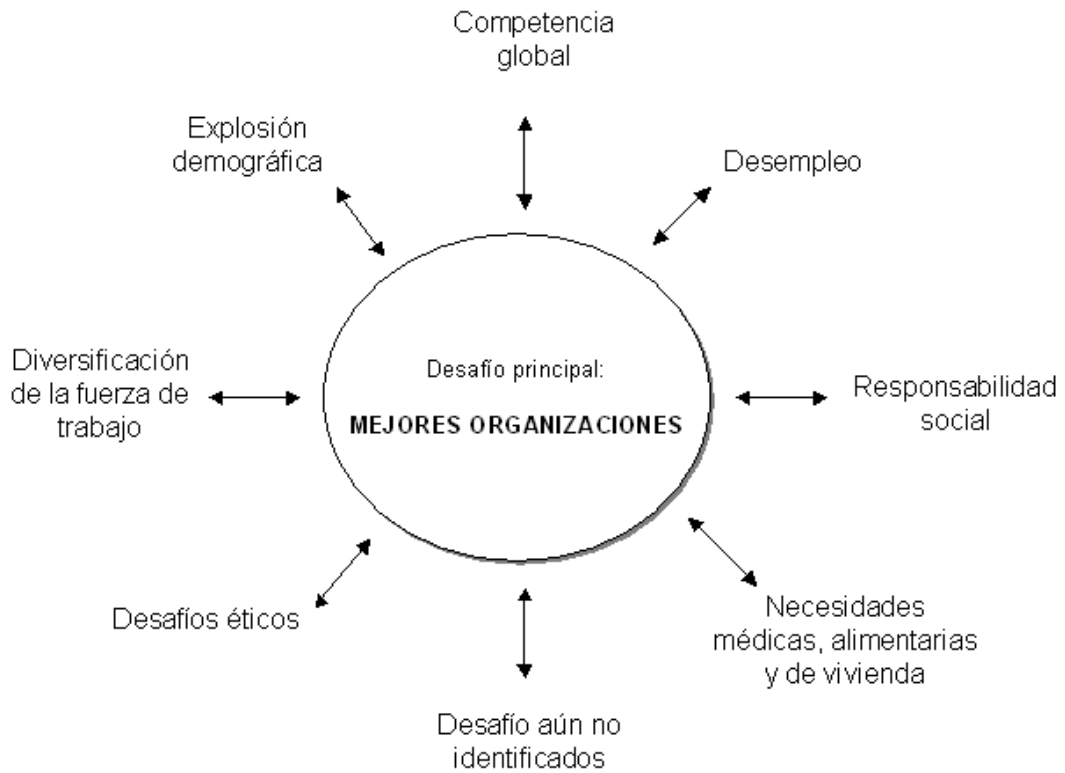 Competencia
global
Explosión
demográfica
Desempleo
Diversificación
de la fuerza de
trabajo
Desafío principal:
MEJORES ORGANIZACIONES
Responsabilidad
social
Desafíos éticos
Necesidades
médicas, alimentarias
y de vivienda
Desafío aún no
identificados